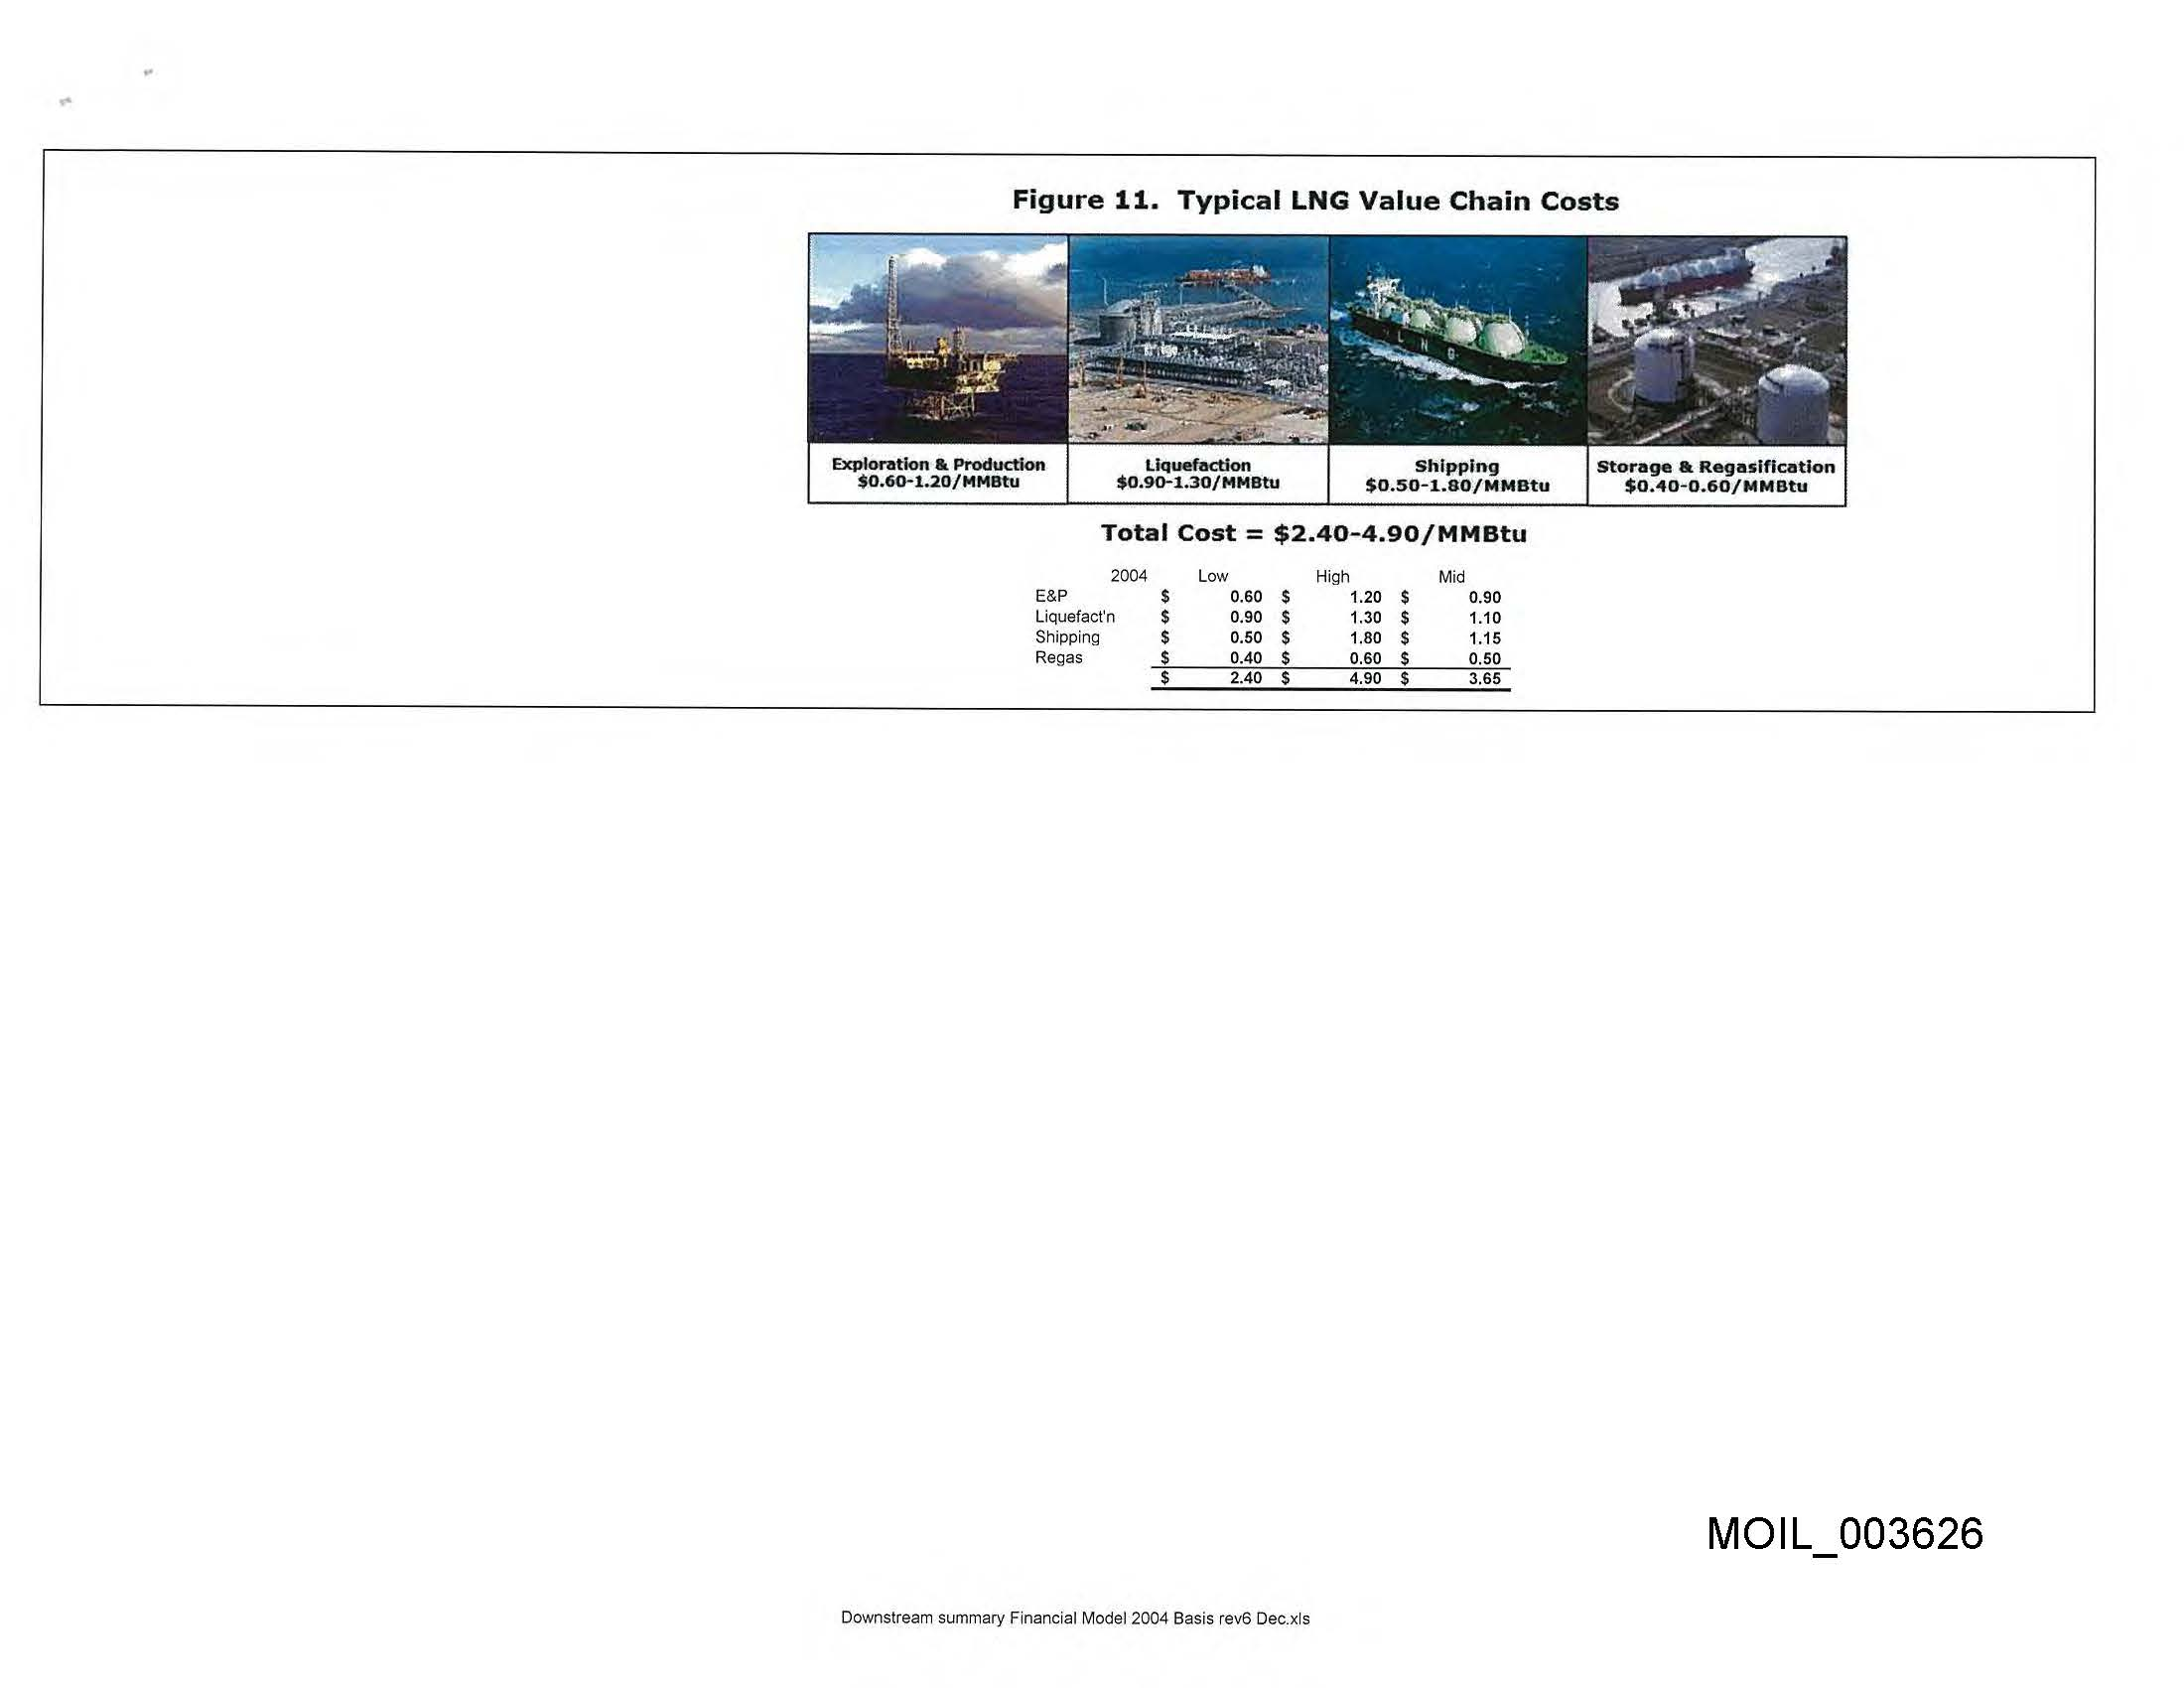 Figure 11. Typical LNG Value Chain Costs
L N G
Exploration & Production
$0.60-1.20/MMBtu
Liquefaction
$0.90-1.30/MMBtu
Shipping
$0.50-1.80/MMBtu
Storage & Regasification
$0.40-0.60/MMBtu
Total Cost = $2.40-4.90/MMBtu
2004 Low High Mid
E&P $ 0.60 $ 1.20 $ 0.90
Liquefact'n $ 0.90 $ 1.30 $ 1.10
Shipping $ 0.50 $ 1.80 $ 1.15
Regas $ 0.40 $ 0.60 $ 0.50
$ 2.40 $ 4.90 $ 3.65
MOIL_003626
Downstream summary Financial Model 2004 Basis rev6 Dec.xls